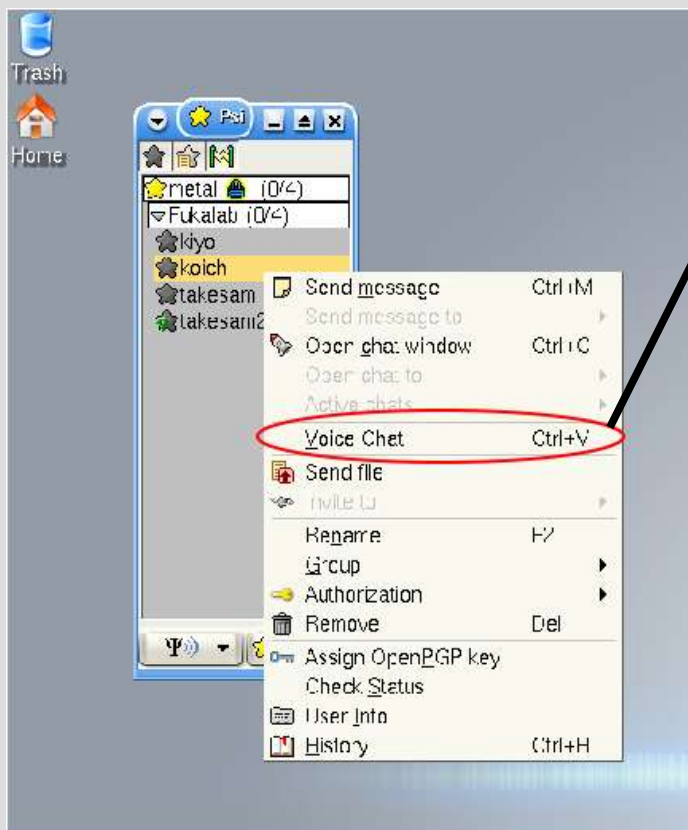 Trash
Home
Psi
metal (0/4)
Fukalab (0/4)
kiyo
koich
takesam
takesam2
Send message Ctrl+M
Send message to
Open chat window Ctrl+C
Open chat to
Active chats
Voice Chat Ctrl+V
Send file
Invite to
Rename F2
Group
Authorization
Remove Del
Assign OpenPGP key
Check Status
User Info
History Ctrl+H